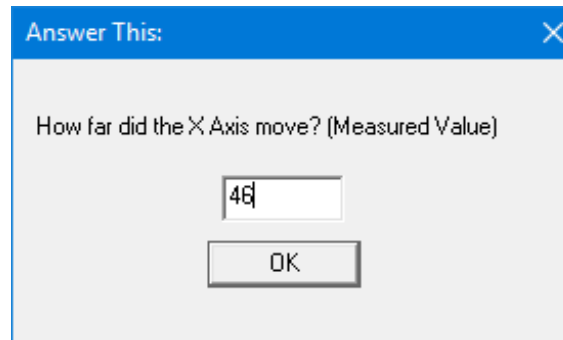 Answer This:
How far did the X Axis move? (Measured Value)
46
OK